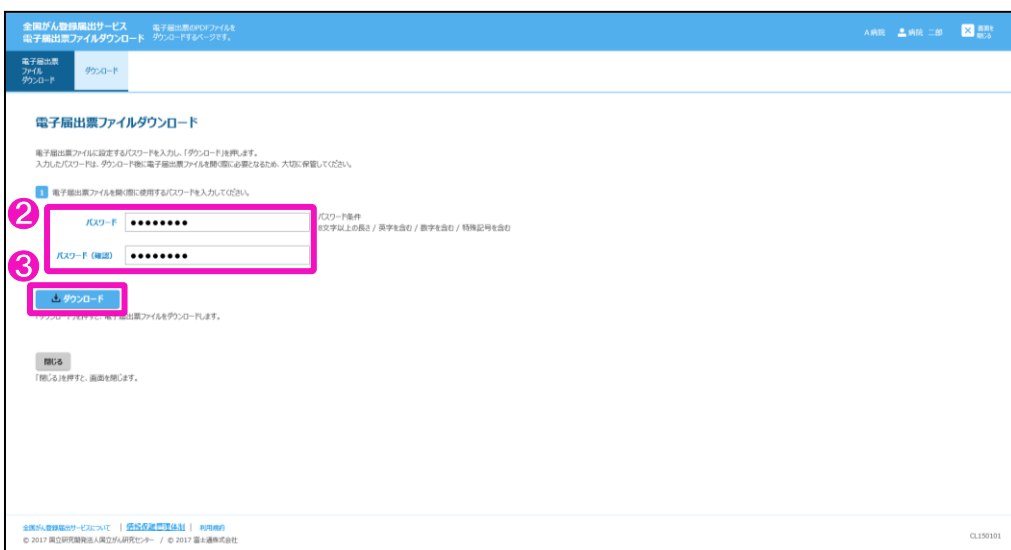 全国がん登録届出サービス
電子届出票ファイルダウンロード
電子届出票のPDFファイルを
ダウンロードするページです。
A病院 病院 二郎 画面を
閉じる
電子届出票
ファイル
ダウンロード
ダウンロード
電子届出票ファイルダウンロード
電子届出票ファイルに設定するパスワードを入力し、「ダウンロード」を押します。
入力したパスワードは、ダウンロード後に電子届出票ファイルを開く際に必要となるため、大切に保管してください。
1 電子届出票ファイルを開く際に使用するパスワードを入力してください。
2
パスワード ●●●●●●●●
パスワード条件
8文字以上の長さ / 英字を含む / 数字を含む / 特殊記号を含む
パスワード（確認） ●●●●●●●●
3
ダウンロード
「ダウンロード」を押すと、電子届出票ファイルをダウンロードします。
閉じる
「閉じる」を押すと、画面を閉じます。
全国がん登録届出サービスについて | 情報保護管理体制 | 利用規約
© 2017 国立研究開発法人国立がん研究センター / © 2017 富士通株式会社
CL150101